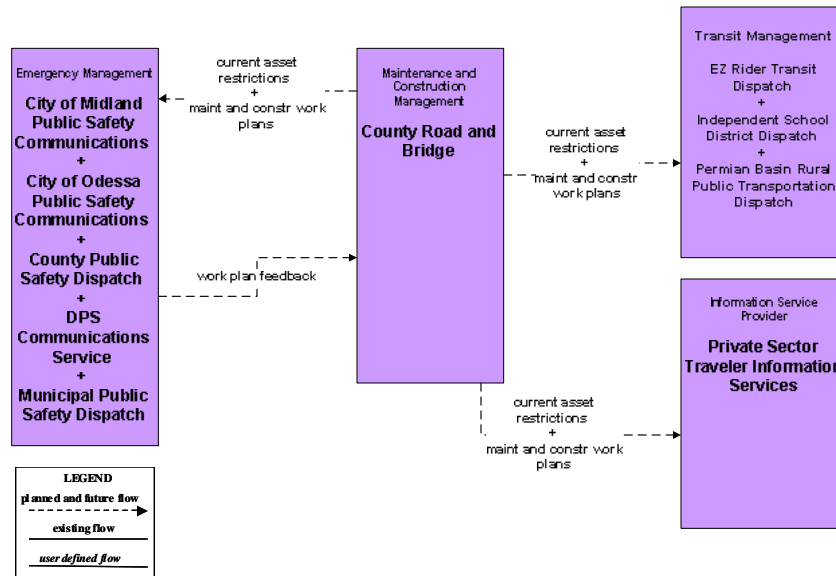 Emergency Management
City of Midland
Public Safety
Communications
+
City of Odessa
Public Safety
Communications
+
County Public
Safety Dispatch
+
DPS
Communications
Service
+
Municipal Public
Safety Dispatch
current asset
restrictions
+
maint and constr work
plans
work plan feedback
Maintenance and
Construction
Management
County Road and
Bridge
current asset
restrictions
+
maint and constr
work plans
Transit Management
EZ Rider Transit
Dispatch
+
Independent School
District Dispatch
+
Permian Basin Rural
Public Transportation
Dispatch
current asset
restrictions
+
maint and constr work
plans
Information Service
Provider
Private Sector
Traveler Information
Services
LEGEND
planned and future flow
existing flow
user defined flow